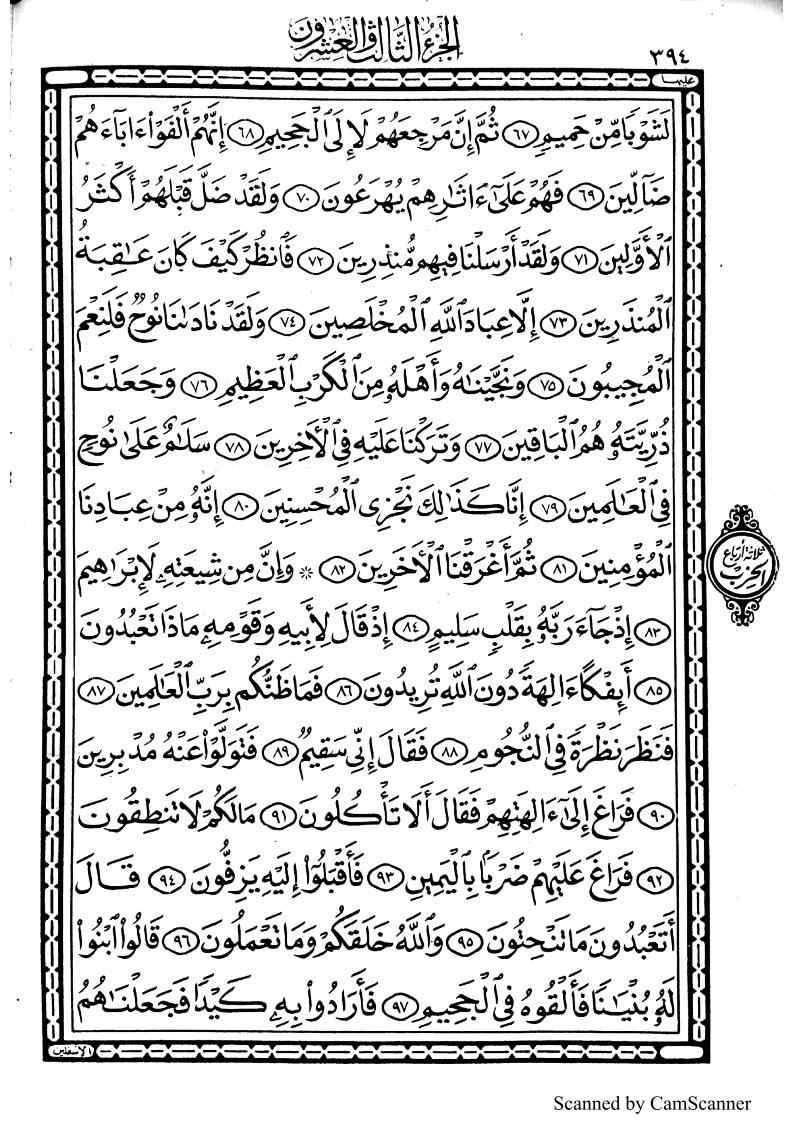 الجزء الثالث والعشرون
٣٩٤
عليها
لَشَوْبًا مِّنْ حَمِيمٍ ٦٧ ثُمَّ إِنَّ مَرْجِعَهُمْ لَإِلَى ٱلْجَحِيمِ ٦٨ إِنَّهُمْ أَلْفَوْا۟ ءَابَآءَهُمْ
ضَآلِّينَ ٦٩ فَهُمْ عَلَىٰٓ ءَاثَٰرِهِمْ يُهْرَعُونَ ٧٠ وَلَقَدْ ضَلَّ قَبْلَهُمْ أَكْثَرُ
ٱلْأَوَّلِينَ ٧١ وَلَقَدْ أَرْسَلْنَا فِيهِم مُّنذِرِينَ ٧٢ فَٱنظُرْ كَيْفَ كَانَ عَٰقِبَةُ
ٱلْمُنذَرِينَ ٧٣ إِلَّا عِبَادَ ٱللَّهِ ٱلْمُخْلَصِينَ ٧٤ وَلَقَدْ نَادَىٰنَا نُوحٌ فَلَنِعْمَ
ٱلْمُجِيبُونَ ٧٥ وَنَجَّيْنَٰهُ وَأَهْلَهُۥ مِنَ ٱلْكَرْبِ ٱلْعَظِيمِ ٧٦ وَجَعَلْنَا
ذُرِّيَّتَهُۥ هُمُ ٱلْبَاقِينَ ٧٧ وَتَرَكْنَا عَلَيْهِ فِى ٱلْأَخِرِينَ ٧٨ سَلَٰمٌ عَلَىٰ نُوحٍ
فِى ٱلْعَٰلَمِينَ ٧٩ إِنَّا كَذَٰلِكَ نَجْزِى ٱلْمُحْسِنِينَ ٨٠ إِنَّهُۥ مِنْ عِبَادِنَا
ٱلْمُؤْمِنِينَ ٨١ ثُمَّ أَغْرَقْنَا ٱلْأَخَرِينَ ٨٢ * وَإِنَّ مِن شِيعَتِهِۦ لَإِبْرَٰهِيمَ
ثلاثة أرباع
الحزب
٨٣ إِذْ جَآءَ رَبَّهُۥ بِقَلْبٍ سَلِيمٍ ٨٤ إِذْ قَالَ لِأَبِيهِ وَقَوْمِهِۦ مَاذَا تَعْبُدُونَ
٨٥ أَئِفْكًا ءَالِهَةً دُونَ ٱللَّهِ تُرِيدُونَ ٨٦ فَمَا ظَنُّكُم بِرَبِّ ٱلْعَٰلَمِينَ ٨٧
فَنَظَرَ نَظْرَةً فِى ٱلنُّجُومِ ٨٨ فَقَالَ إِنِّى سَقِيمٌ ٨٩ فَتَوَلَّوْا۟ عَنْهُ مُدْبِرِينَ
٩٠ فَرَاغَ إِلَىٰٓ ءَالِهَتِهِمْ فَقَالَ أَلَا تَأْكُلُونَ ٩١ مَا لَكُمْ لَا تَنطِقُونَ
٩٢ فَرَاغَ عَلَيْهِمْ ضَرْبًۢا بِٱلْيَمِينِ ٩٣ فَأَقْبَلُوٓا۟ إِلَيْهِ يَزِفُّونَ ٩٤ قَالَ
أَتَعْبُدُونَ مَا تَنْحِتُونَ ٩٥ وَٱللَّهُ خَلَقَكُمْ وَمَا تَعْمَلُونَ ٩٦ قَالُوا۟ ٱبْنُوا۟
لَهُۥ بُنْيَٰنًا فَأَلْقُوهُ فِى ٱلْجَحِيمِ ٩٧ فَأَرَادُوا۟ بِهِۦ كَيْدًا فَجَعَلْنَٰهُمُ
الأسفلين
Scanned by CamScanner